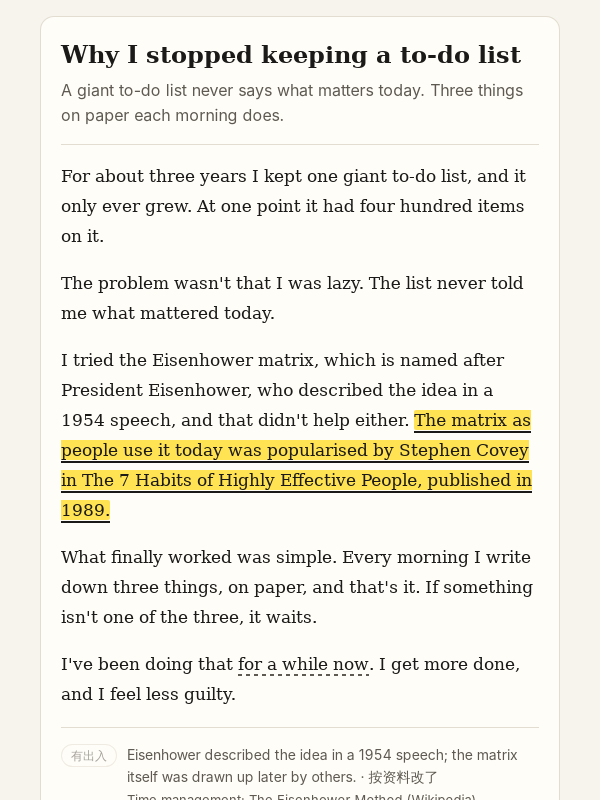 Why I stopped keeping a to-do list
A giant to-do list never says what matters today. Three things
on paper each morning does.
For about three years I kept one giant to-do list, and it
only ever grew. At one point it had four hundred items
on it.
The problem wasn't that I was lazy. The list never told
me what mattered today.
I tried the Eisenhower matrix, which is named after
President Eisenhower, who described the idea in a
1954 speech, and that didn't help either. The matrix as
people use it today was popularised by Stephen Covey
in The 7 Habits of Highly Effective People, published in
1989.
What finally worked was simple. Every morning I write
down three things, on paper, and that's it. If something
isn't one of the three, it waits.
I've been doing that for a while now. I get more done,
and I feel less guilty.
有出入
Eisenhower described the idea in a 1954 speech; the matrix
itself was drawn up later by others. · 按资料改了
Time management: The Eisenhower Method (Wikipedia)